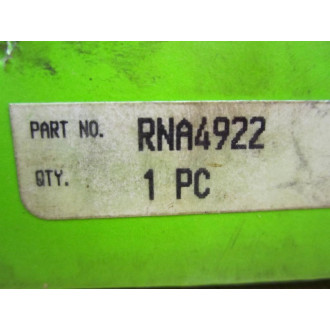 PART NO. RNA4922
QTY. 1 PC